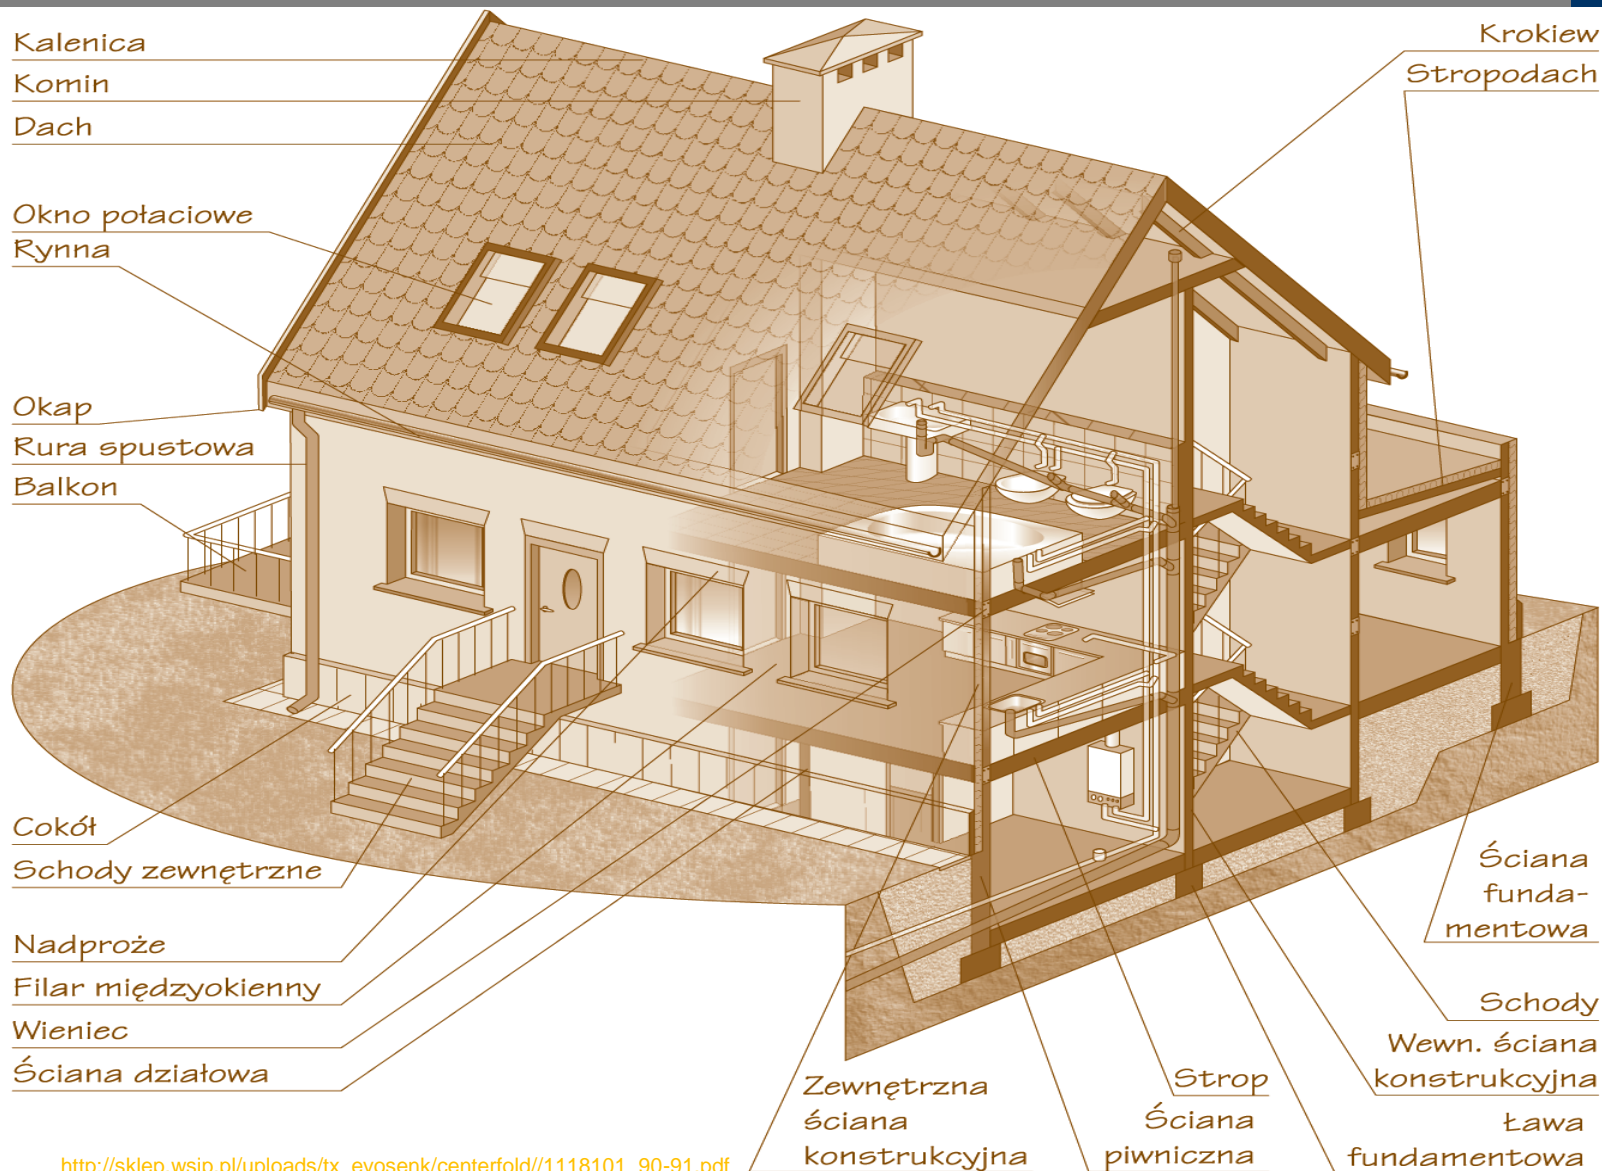 Kalenica
Komin
Dach
Okno połaciowe
Rynna
Okap
Rura spustowa
Balkon
Cokół
Schody zewnętrzne
Nadproże
Filar międzyokienny
Wieniec
Ściana działowa
Krokiew
Stropodach
Ściana
funda-
mentowa
Schody
Wewn. ściana
konstrukcyjna
Ława
fundamentowa
Strop
Ściana
piwniczna
Zewnętrzna
ściana
konstrukcyjna
http://sklep.wsip.pl/uploads/tx_evosenk/centerfold//1118101_90-91.pdf